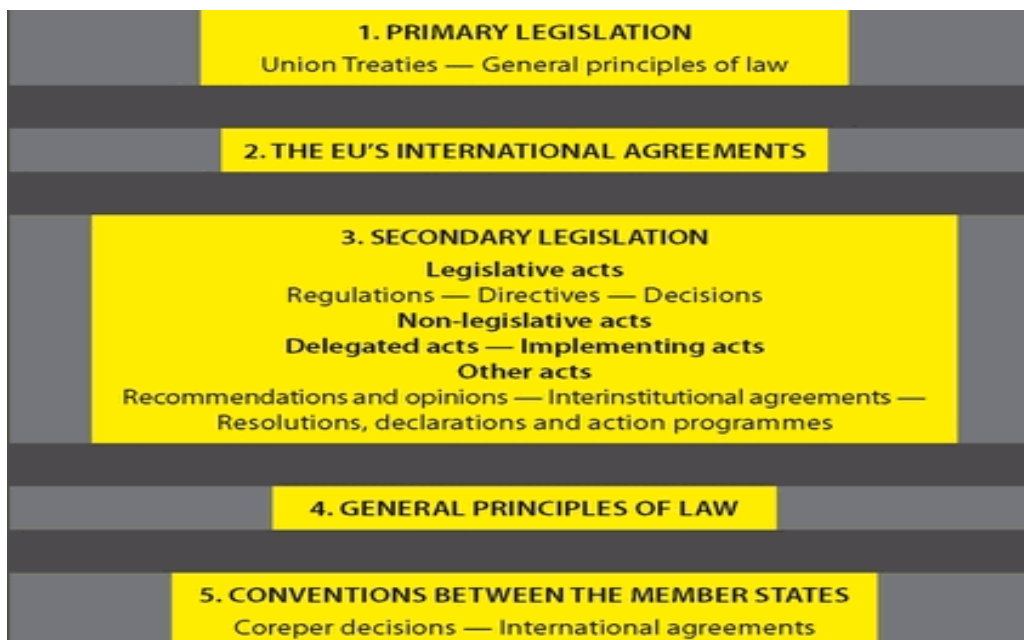 1. PRIMARY LEGISLATION
Union Treaties — General principles of law
2. THE EU'S INTERNATIONAL AGREEMENTS
3. SECONDARY LEGISLATION
Legislative acts
Regulations — Directives — Decisions
Non-legislative acts
Delegated acts — Implementing acts
Other acts
Recommendations and opinions — Interinstitutional agreements —
Resolutions, declarations and action programmes
4. GENERAL PRINCIPLES OF LAW
5. CONVENTIONS BETWEEN THE MEMBER STATES
Coreper decisions — International agreements